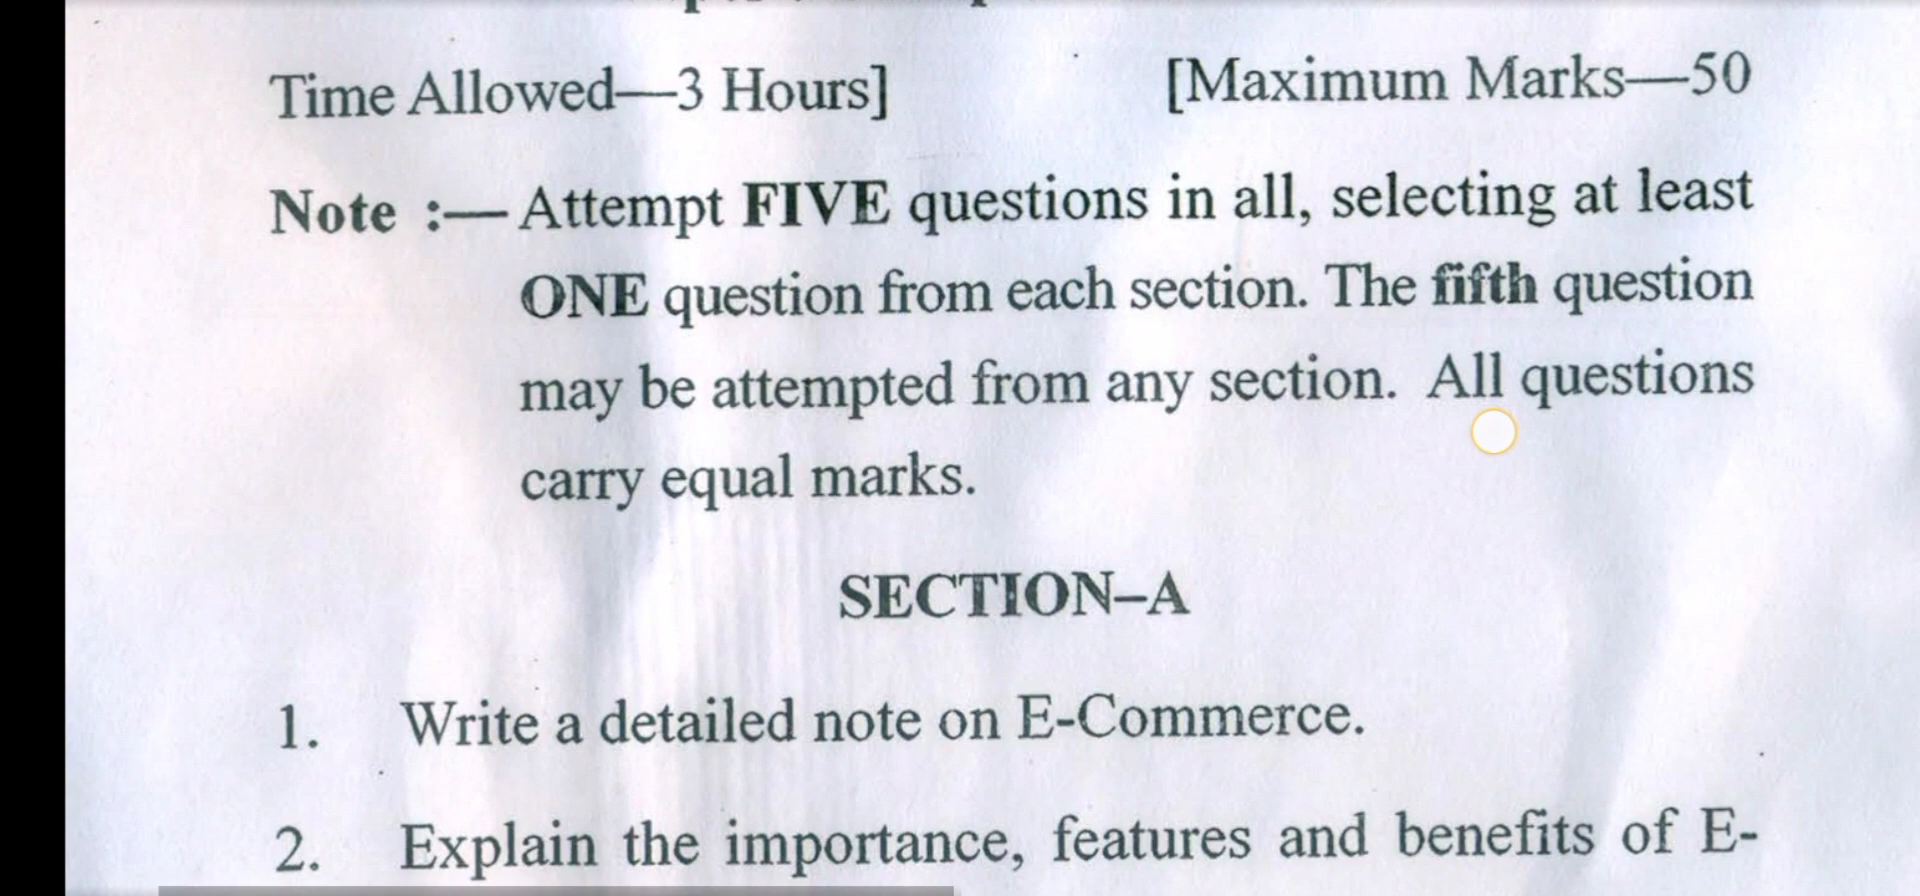 Time Allowed—3 Hours] [Maximum Marks—50
Note :— Attempt FIVE questions in all, selecting at least
ONE question from each section. The fifth question
may be attempted from any section. All questions
carry equal marks.
SECTION–A
1. Write a detailed note on E-Commerce.
2. Explain the importance, features and benefits of E-